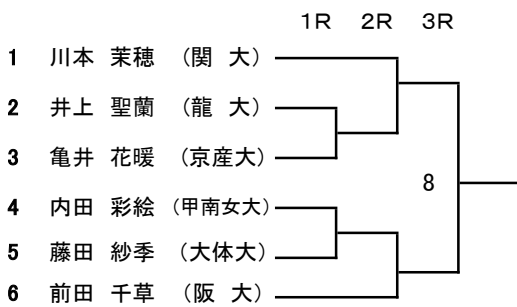 1R 2R 3R
1 川本 茉穂 (関 大)
2 井上 聖蘭 (龍 大)
3 亀井 花暖 (京産大)
8
4 内田 彩絵 (甲南女大)
5 藤田 紗季 (大体大)
6 前田 千草 (阪 大)